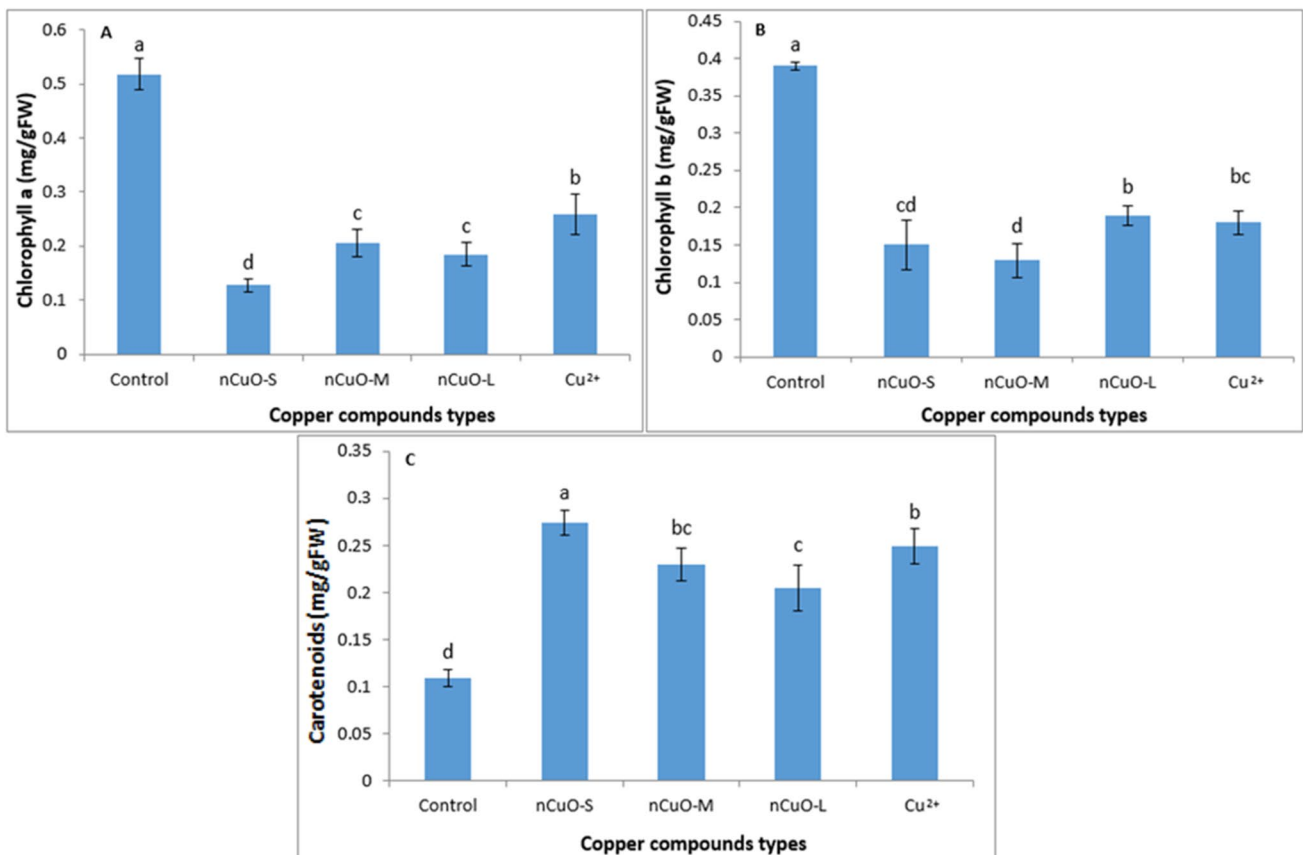 A
Chlorophyll a (mg/gFW)
0.6
0.5
0.4
0.3
0.2
0.1
0
a
d
c
c
b
Control nCuO-S nCuO-M nCuO-L Cu²⁺
Copper compounds types
B
Chlorophyll b (mg/gFW)
0.45
0.4
0.35
0.3
0.25
0.2
0.15
0.1
0.05
0
a
cd
d
b
bc
Control nCuO-S nCuO-M nCuO-L Cu²⁺
Copper compounds types
C
Carotenoids (mg/gFW)
0.35
0.3
0.25
0.2
0.15
0.1
0.05
0
d
a
bc
c
b
Control nCuO-S nCuO-M nCuO-L Cu²⁺
Copper compounds types